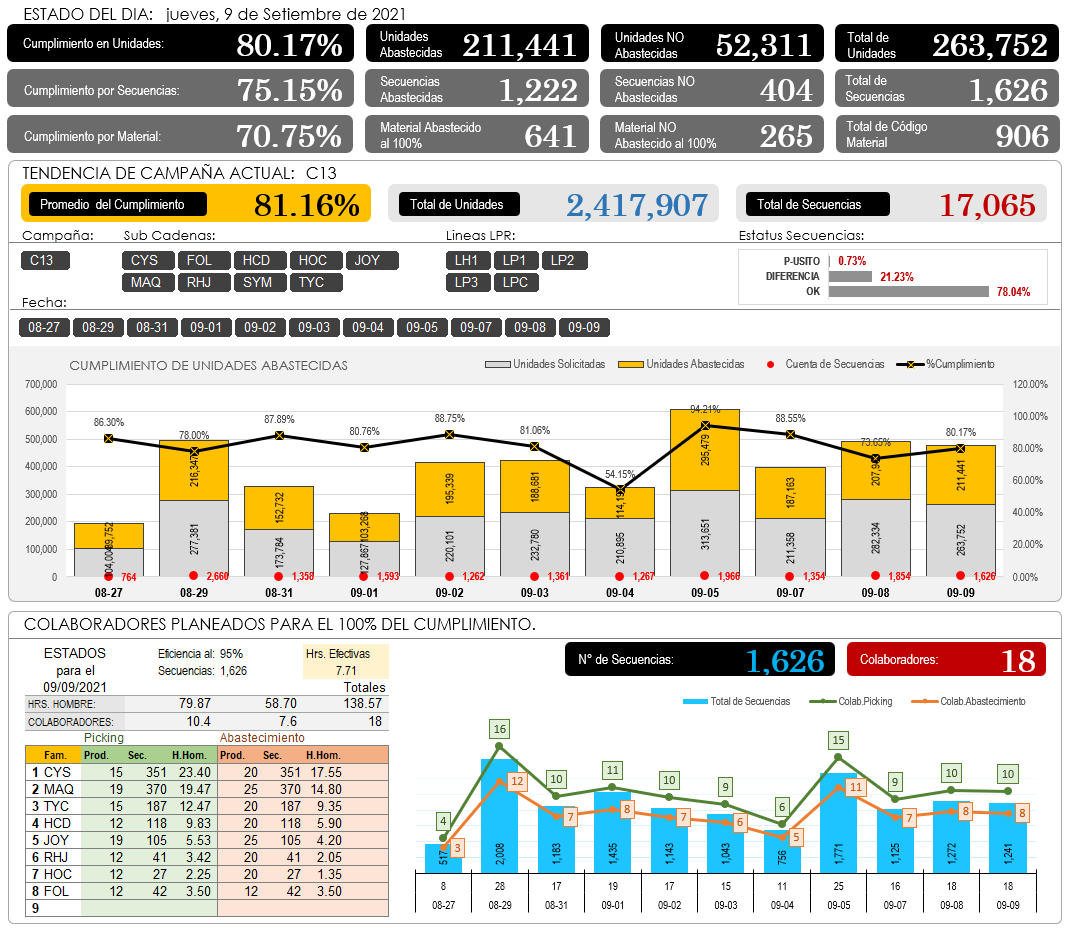 ESTADO DEL DIA: jueves, 9 de Setiembre de 2021
Cumplimiento en Unidades: 80.17%
Unidades Abastecidas 211,441
Unidades NO Abastecidas 52,311
Total de Unidades 263,752
Cumplimiento por Secuencias: 75.15%
Secuencias Abastecidas 1,222
Secuencias NO Abastecidas 404
Total de Secuencias 1,626
Cumplimiento por Material: 70.75%
Material Abastecido al 100% 641
Material NO Abastecido al 100% 265
Total de Código Material 906
TENDENCIA DE CAMPAÑA ACTUAL: C13
Promedio del Cumplimiento 81.16%
Total de Unidades 2,417,907
Total de Secuencias 17,065
Campaña: Sub Cadenas: Lineas LPR: Estatus Secuencias:
C13 CYS FOL HCD HOC JOY LH1 LP1 LP2
MAQ RHJ SYM TYC LP3 LPC
P-USITO 0.73%
DIFERENCIA 21.23%
OK 78.04%
Fecha:
08-27 08-29 08-31 09-01 09-02 09-03 09-04 09-05 09-07 09-08 09-09
CUMPLIMIENTO DE UNIDADES ABASTECIDAS
Unidades Solicitadas Unidades Abastecidas Cuenta de Secuencias %Cumplimiento
700,000 600,000 500,000 400,000 300,000 200,000 100,000 0
120.00% 100.00% 80.00% 60.00% 40.00% 20.00% 0.00%
86.30% 78.00% 87.89% 80.76% 88.75% 81.06% 54.15% 94.21% 88.55% 73.65% 80.17%
216,347 152,732 103,268 195,339 188,681 295,479 187,163 211,441
277,381 173,784 127,867 220,101 232,780 210,895 313,651 211,358 282,334 263,752
764 2,660 1,358 1,593 1,262 1,361 1,267 1,966 1,354 1,854 1,626
08-27 08-29 08-31 09-01 09-02 09-03 09-04 09-05 09-07 09-08 09-09
COLABORADORES PLANEADOS PARA EL 100% DEL CUMPLIMIENTO.
ESTADOS para el 09/09/2021
Eficiencia al: 95%
Secuencias: 1,626
Hrs. Efectivas
7.71
Totales
HRS. HOMBRE: 79.87 58.70 138.57
COLABORADORES: 10.4 7.6 18
Picking Abastecimiento
Fam. Prod. Sec. H.Hom. Prod. Sec. H.Hom.
1 CYS 15 351 23.40 20 351 17.55
2 MAQ 19 370 19.47 25 370 14.80
3 TYC 15 187 12.47 20 187 9.35
4 HCD 12 118 9.83 20 118 5.90
5 JOY 19 105 5.53 25 105 4.20
6 RHJ 12 41 3.42 20 41 2.05
7 HOC 12 27 2.25 20 27 1.35
8 FOL 12 42 3.50 12 42 3.50
9
N° de Secuencias: 1,626
Colaboradores: 18
Total de Secuencias Colab.Picking Colab.Abastecimiento
4 16 10 11 10 9 6 15 9 10 10
3 12 7 8 7 6 5 11 7 8 8
517 2,008 1,183 1,435 1,143 1,043 756 1,771 1,125 1,272 1,241
8 28 17 19 17 15 11 25 16 18 18
08-27 08-29 08-31 09-01 09-02 09-03 09-04 09-05 09-07 09-08 09-09